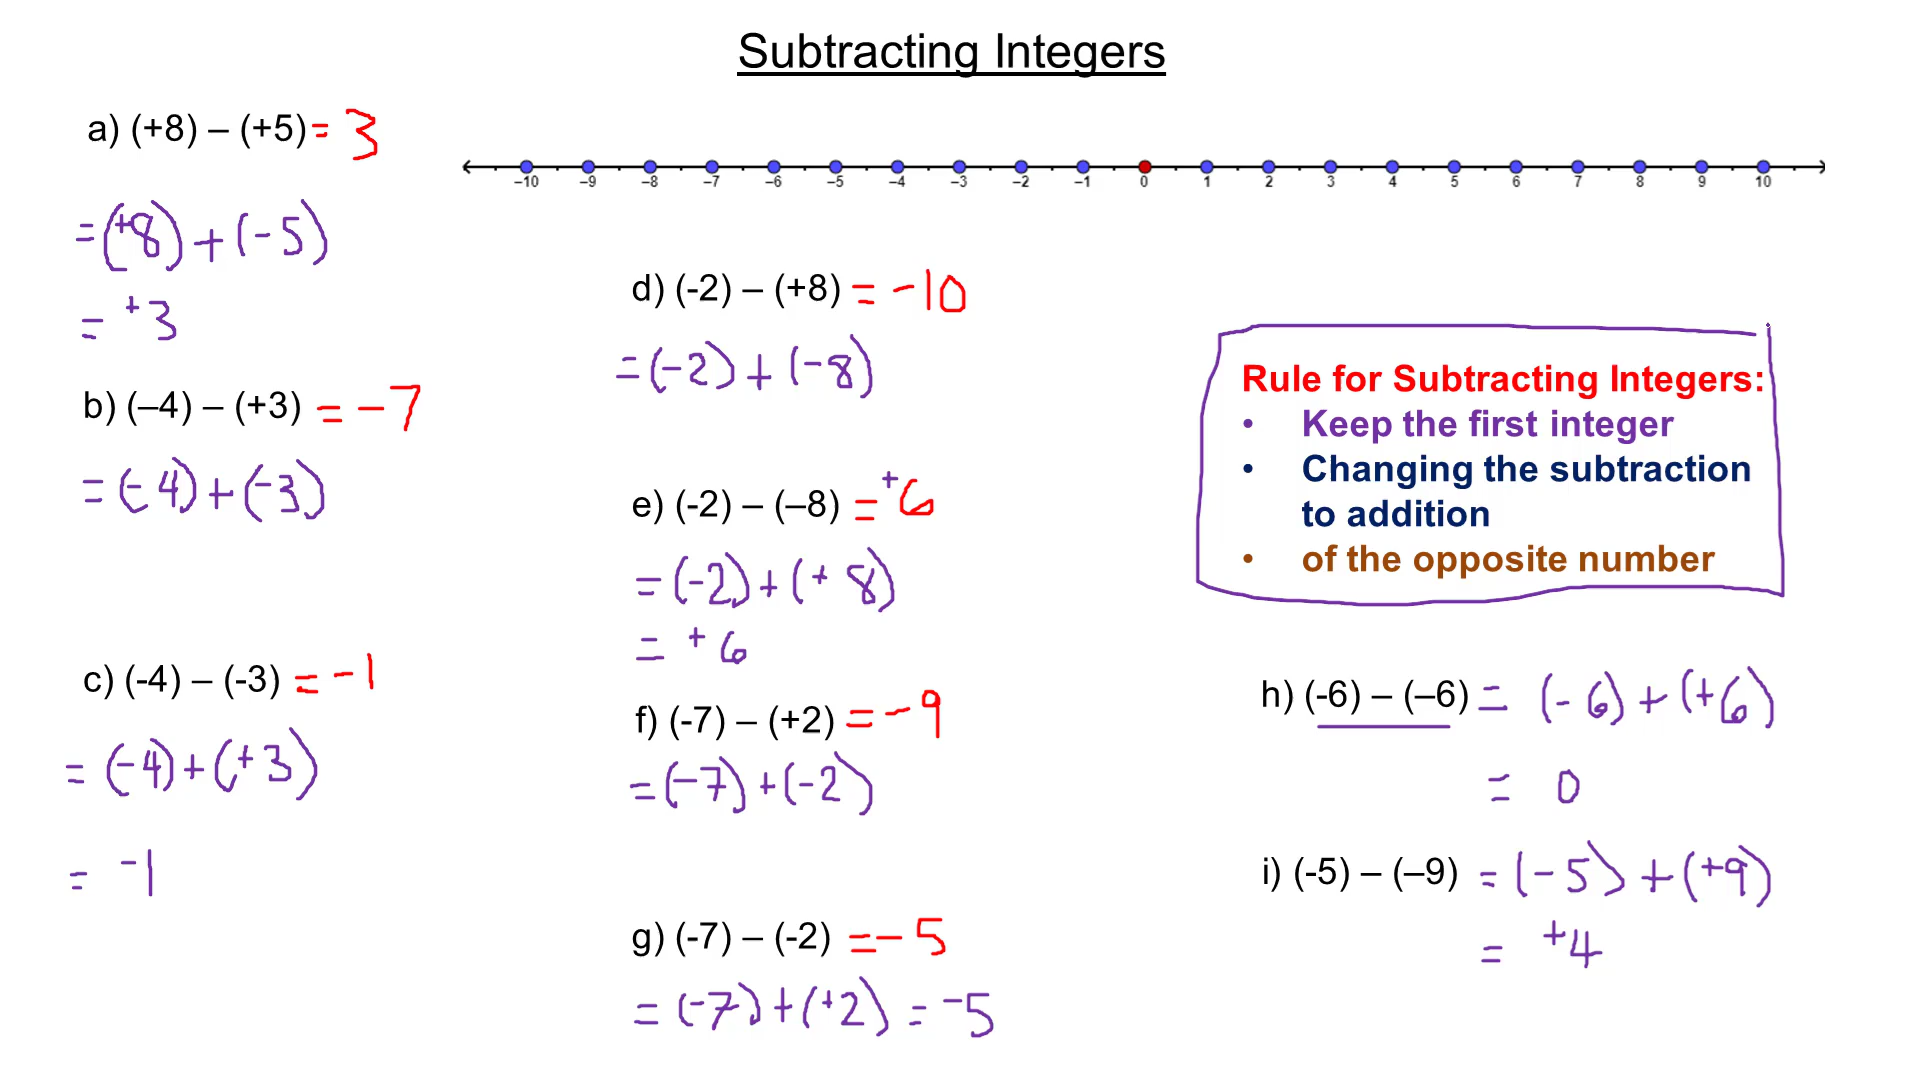 Subtracting Integers
a) (+8) – (+5) = 3
= (+8) + (-5)
= +3
b) (–4) – (+3) = -7
= (-4) + (-3)
c) (-4) – (-3) = -1
= (-4) + (+3)
= -1
–10 –9 –8 –7 –6 –5 –4 –3 –2 –1 0 1 2 3 4 5 6 7 8 9 10
d) (-2) – (+8) = -10
= (-2) + (-8)
e) (-2) – (–8) = +6
= (-2) + (+8)
= +6
f) (-7) – (+2) = -9
= (-7) + (-2)
g) (-7) – (-2) = -5
= (-7) + (+2) = -5
Rule for Subtracting Integers:
• Keep the first integer
• Changing the subtraction
to addition
• of the opposite number
h) (-6) – (–6) = (-6) + (+6)
= 0
i) (-5) – (–9) = (-5) + (+9)
= +4